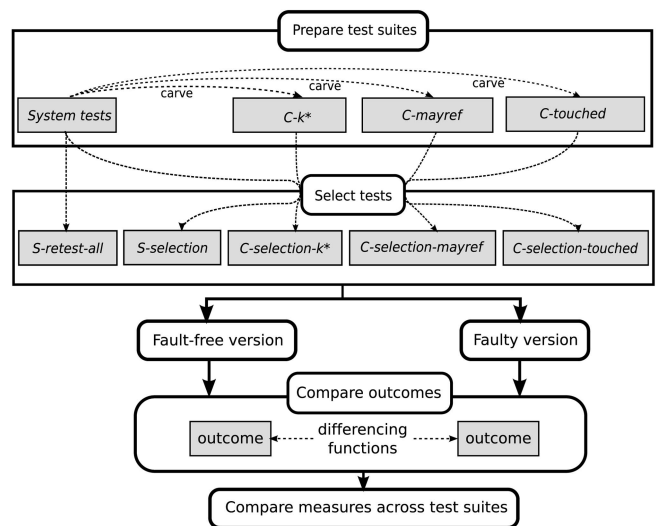 Prepare test suites
carve
carve
carve
System tests
C-k*
C-mayref
C-touched
Select tests
S-retest-all
S-selection
C-selection-k*
C-selection-mayref
C-selection-touched
Fault-free version
Faulty version
Compare outcomes
outcome
differencing
functions
outcome
Compare measures across test suites